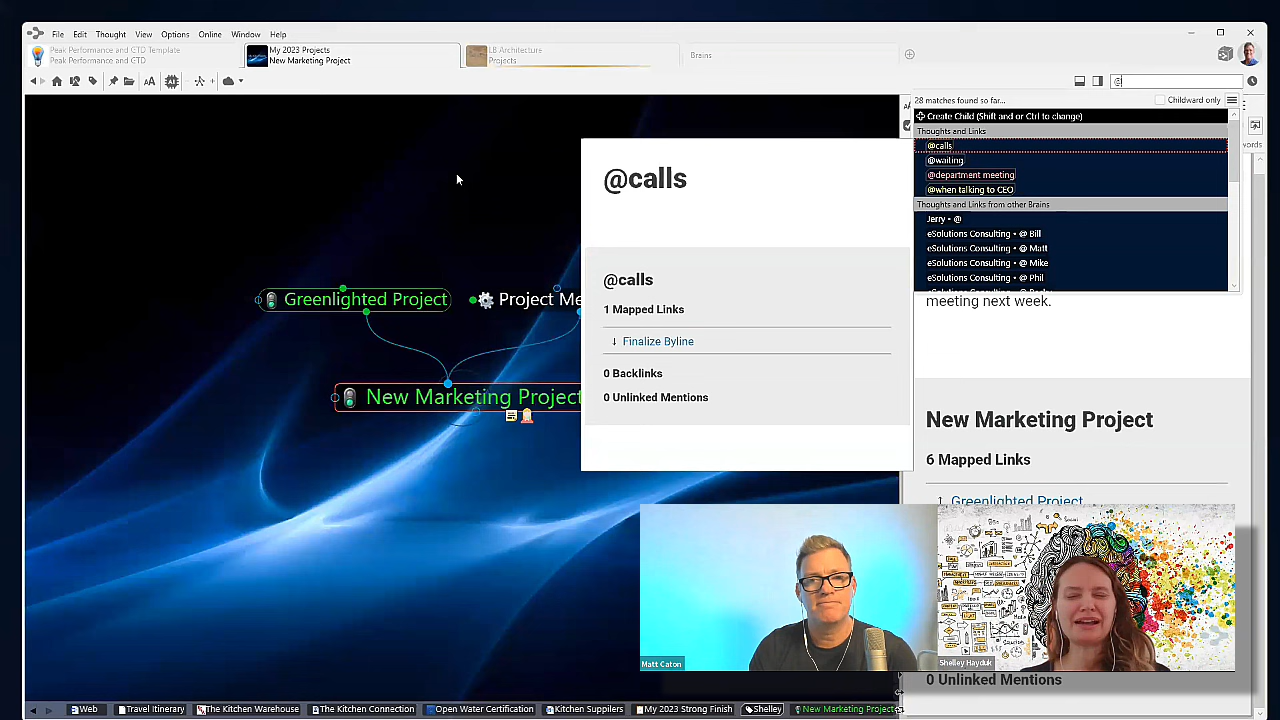 File Edit Thought View Options Online Window Help
Peak Performance and GTD Template
Peak Performance and GTD
My 2023 Projects
New Marketing Project
LB Architecture
Projects
Brains
@
28 matches found so far...
Childward only
Create Child (Shift and or Ctrl to change)
Thoughts and Links
@calls
@waiting
@department meeting
@when talking to CEO
Thoughts and Links from other Brains
Jerry • @
eSolutions Consulting • @ Bill
eSolutions Consulting • @ Matt
eSolutions Consulting • @ Mike
eSolutions Consulting • @ Phil
ords
@calls
@calls
1 Mapped Links
↓ Finalize Byline
0 Backlinks
0 Unlinked Mentions
Greenlighted Project
Project Me
New Marketing Project
meeting next week.
New Marketing Project
6 Mapped Links
↑ Greenlighted Project
Matt Caton
Shelley Hayduk
0 Unlinked Mentions
Web
Travel Itinerary
The Kitchen Warehouse
The Kitchen Connection
Open Water Certification
Kitchen Suppliers
My 2023 Strong Finish
Shelley
New Marketing Project